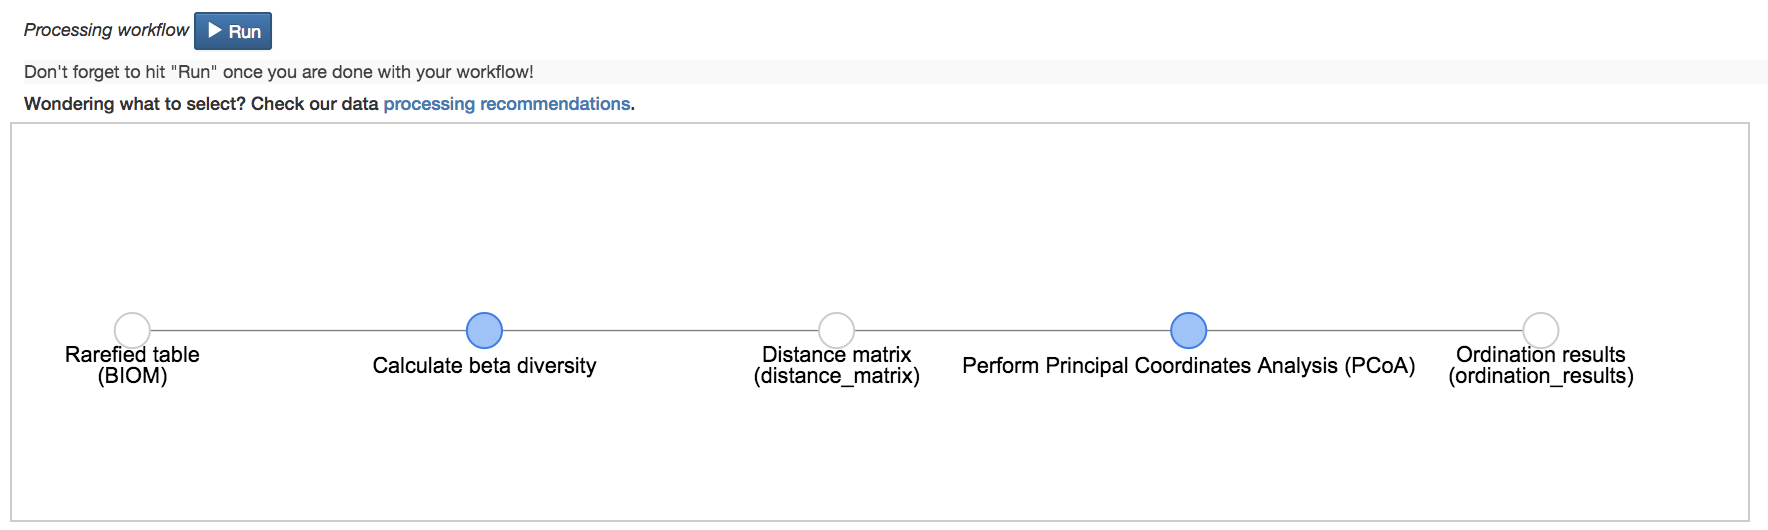 Processing workflow Run
Don't forget to hit "Run" once you are done with your workflow!
Wondering what to select? Check our data processing recommendations.
Rarefied table
(BIOM)
Calculate beta diversity
Distance matrix
(distance_matrix)
Perform Principal Coordinates Analysis (PCoA)
Ordination results
(ordination_results)